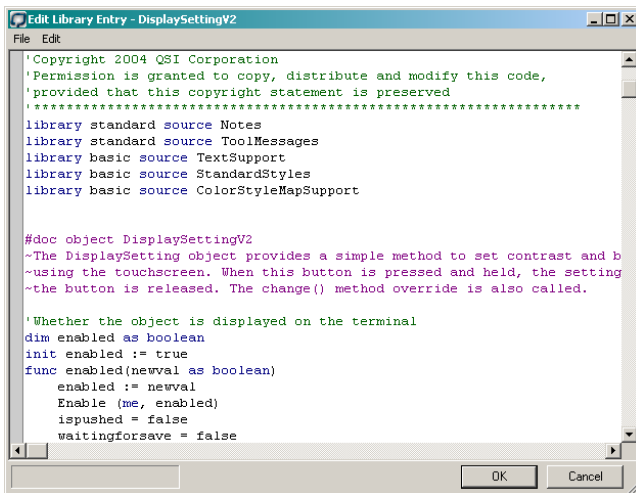 Edit Library Entry - DisplaySettingV2
File Edit
'Copyright 2004 QSI Corporation
'Permission is granted to copy, distribute and modify this code,
'provided that this copyright statement is preserved
'*******************************************************************
library standard source Notes
library standard source ToolMessages
library basic source TextSupport
library basic source StandardStyles
library basic source ColorStyleMapSupport
#doc object DisplaySettingV2
~The DisplaySetting object provides a simple method to set contrast and b
~using the touchscreen. When this button is pressed and held, the setting
~the button is released. The change() method override is also called.
'Whether the object is displayed on the terminal
dim enabled as boolean
init enabled := true
func enabled(newval as boolean)
    enabled := newval
    Enable (me, enabled)
    ispushed = false
    waitingforsave = false
OK Cancel